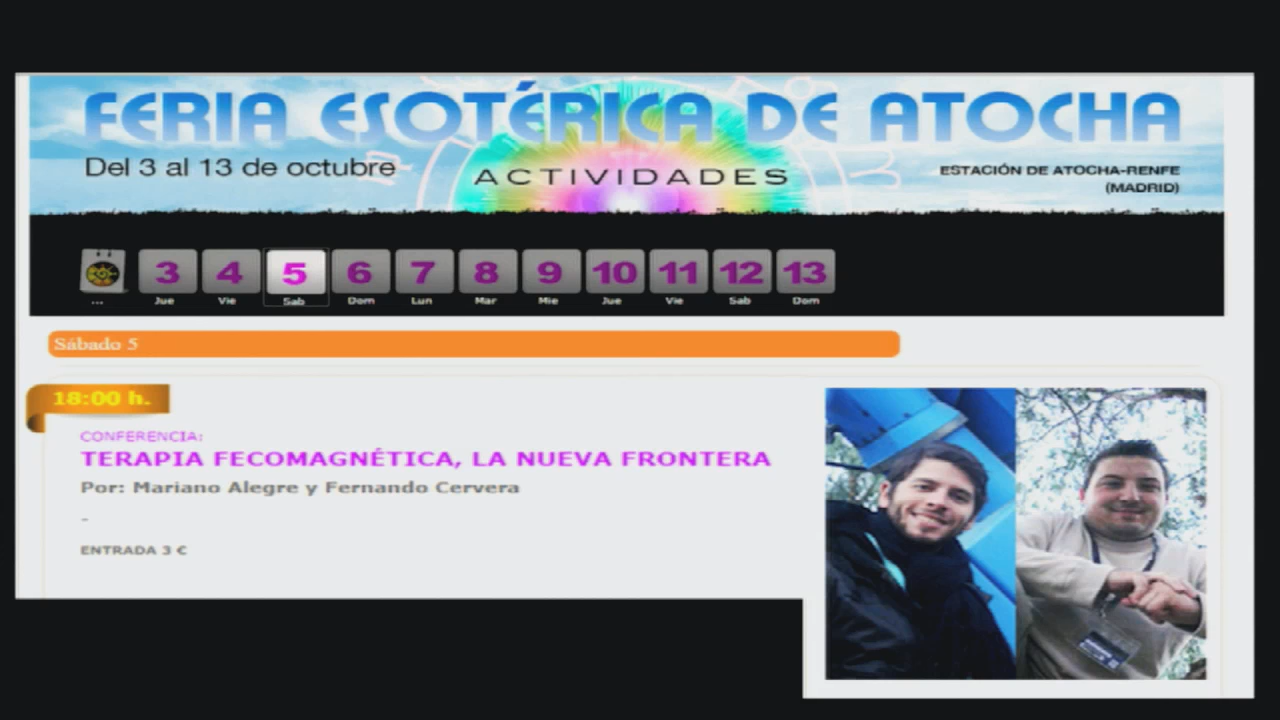 FERIA ESOTÉRICA DE ATOCHA
Del 3 al 13 de octubre
ACTIVIDADES
ESTACIÓN DE ATOCHA-RENFE
(MADRID)
3 4 5 6 7 8 9 10 11 12 13
... Jue Vie Sab Dom Lun Mar Mie Jue Vie Sab Dom
Sábado 5
18:00 h.
CONFERENCIA:
TERAPIA FECOMAGNÉTICA, LA NUEVA FRONTERA
Por: Mariano Alegre y Fernando Cervera
-
ENTRADA 3 €